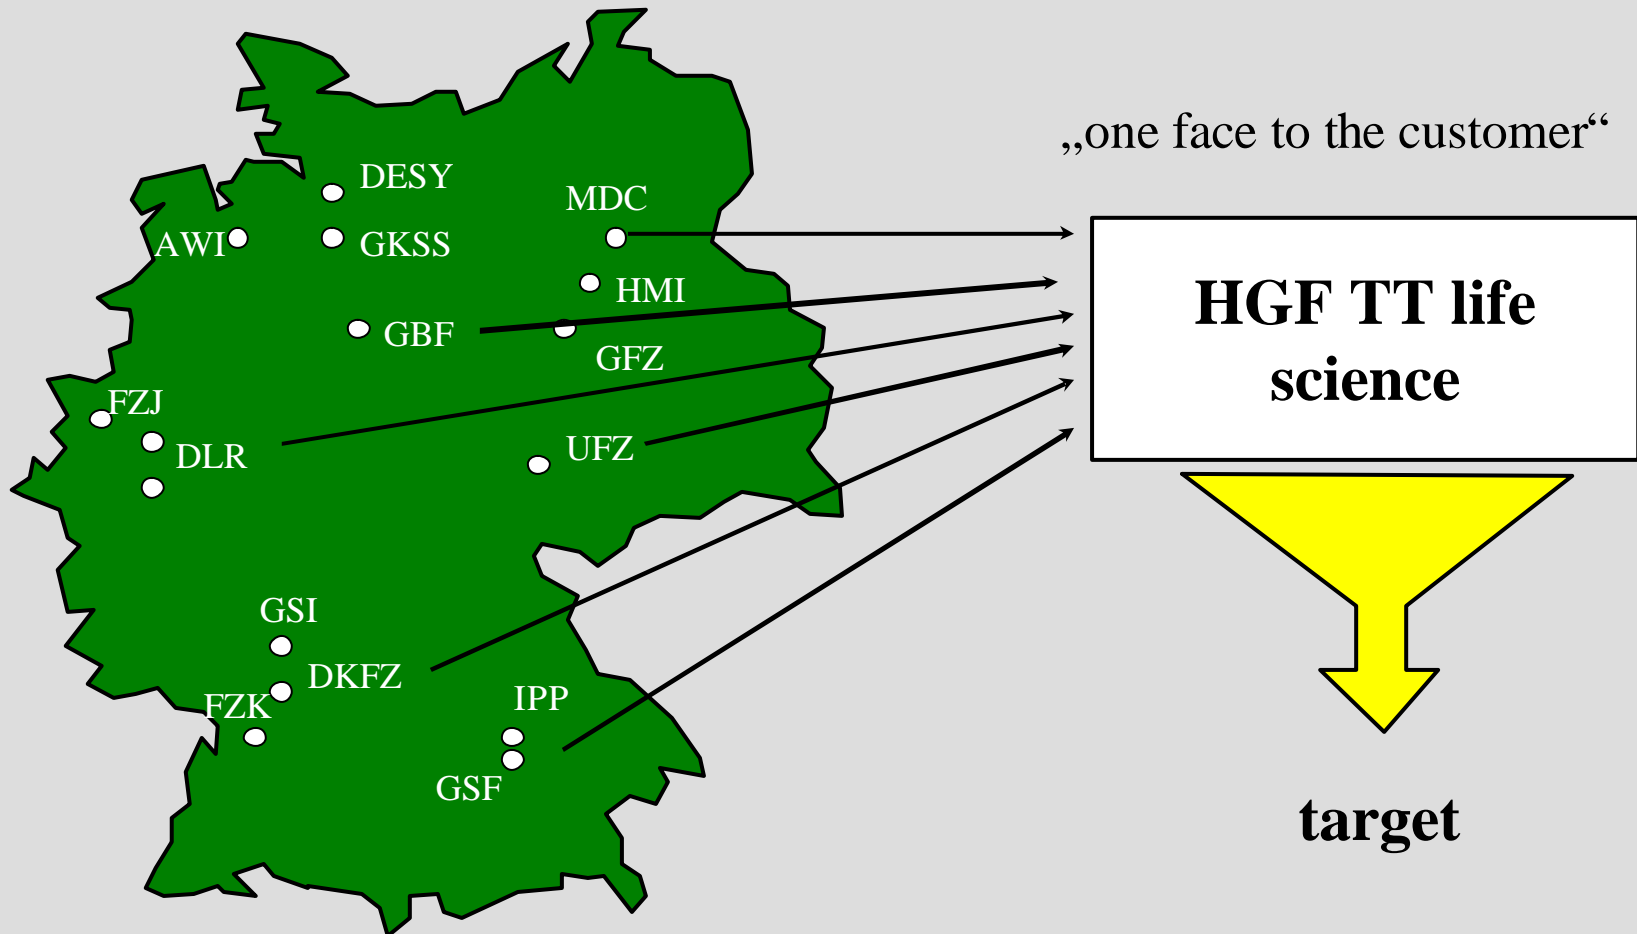 „one face to the customer“
DESY
MDC
AWI
GKSS
HMI
GBF
GFZ
FZJ
DLR
UFZ
GSI
DKFZ
FZK
IPP
GSF
HGF TT life
science
target